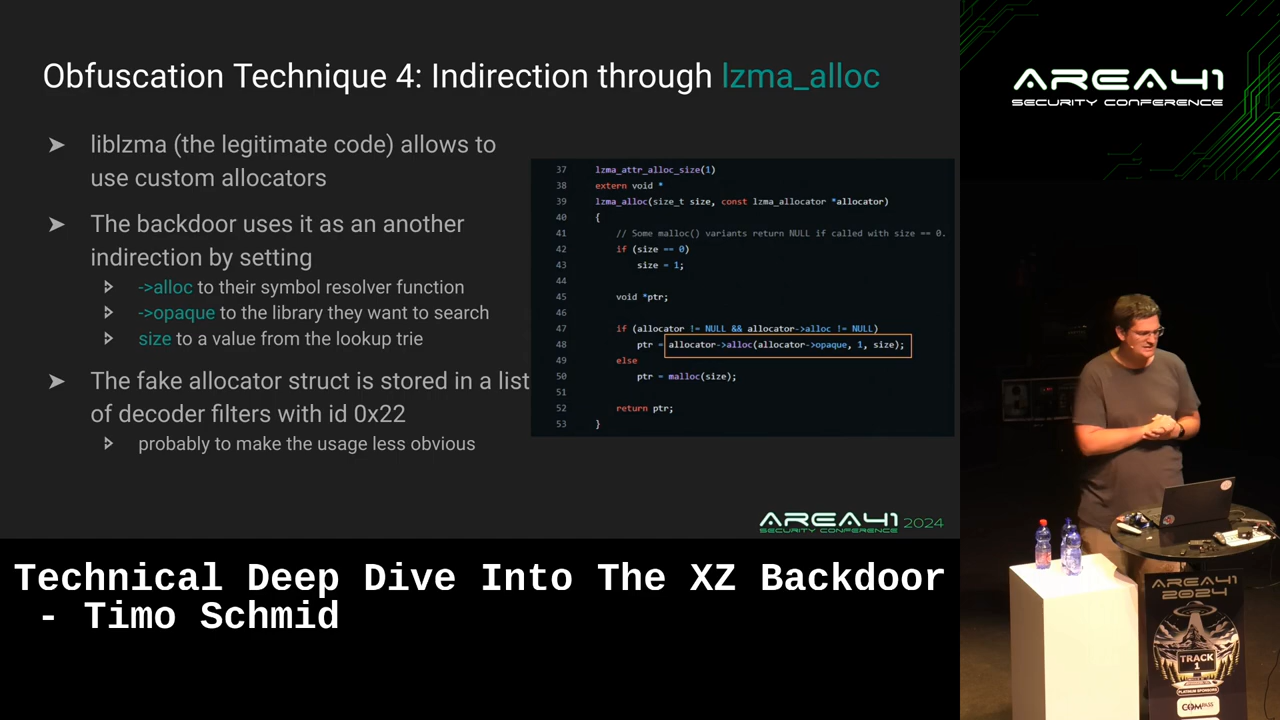 Obfuscation Technique 4: Indirection through lzma_alloc
➤ liblzma (the legitimate code) allows to
use custom allocators
➤ The backdoor uses it as an another
indirection by setting
->alloc to their symbol resolver function
->opaque to the library they want to search
size to a value from the lookup trie
➤ The fake allocator struct is stored in a list
of decoder filters with id 0x22
probably to make the usage less obvious
37 lzma_attr_alloc_size(1)
38 extern void *
39 lzma_alloc(size_t size, const lzma_allocator *allocator)
40 {
41 // Some malloc() variants return NULL if called with size == 0.
42 if (size == 0)
43 size = 1;
44
45 void *ptr;
46
47 if (allocator != NULL && allocator->alloc != NULL)
48 ptr = allocator->alloc(allocator->opaque, 1, size);
49 else
50 ptr = malloc(size);
51
52 return ptr;
53 }
AREA41 2024
SECURITY CONFERENCE
AREA41
SECURITY CONFERENCE
AREA41
2024
TRACK
1
PLATINUM SPONSORS
COMPASS
Technical Deep Dive Into The XZ Backdoor
- Timo Schmid